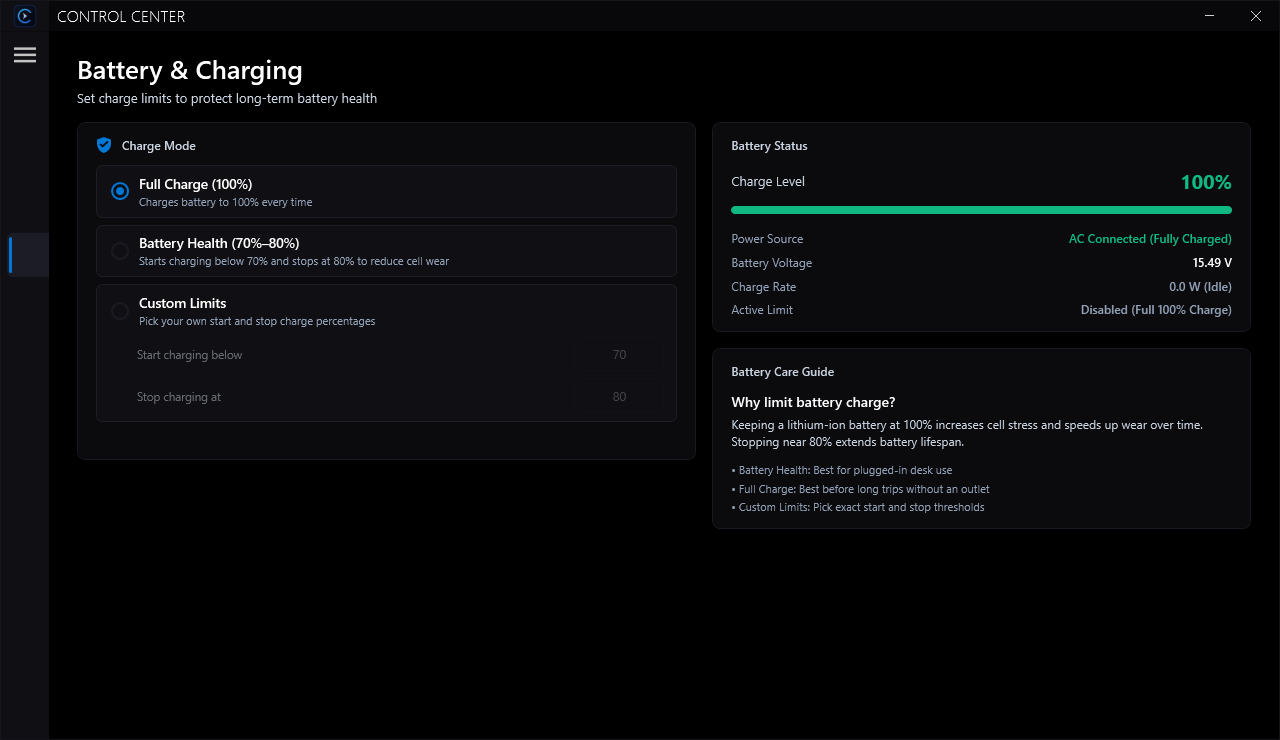 CONTROL CENTER
Battery & Charging
Set charge limits to protect long-term battery health
Charge Mode
Full Charge (100%)
Charges battery to 100% every time
Battery Health (70%–80%)
Starts charging below 70% and stops at 80% to reduce cell wear
Custom Limits
Pick your own start and stop charge percentages
Start charging below 70
Stop charging at 80
Battery Status
Charge Level 100%
Power Source AC Connected (Fully Charged)
Battery Voltage 15.49 V
Charge Rate 0.0 W (Idle)
Active Limit Disabled (Full 100% Charge)
Battery Care Guide
Why limit battery charge?
Keeping a lithium-ion battery at 100% increases cell stress and speeds up wear over time.
Stopping near 80% extends battery lifespan.
• Battery Health: Best for plugged-in desk use
• Full Charge: Best before long trips without an outlet
• Custom Limits: Pick exact start and stop thresholds